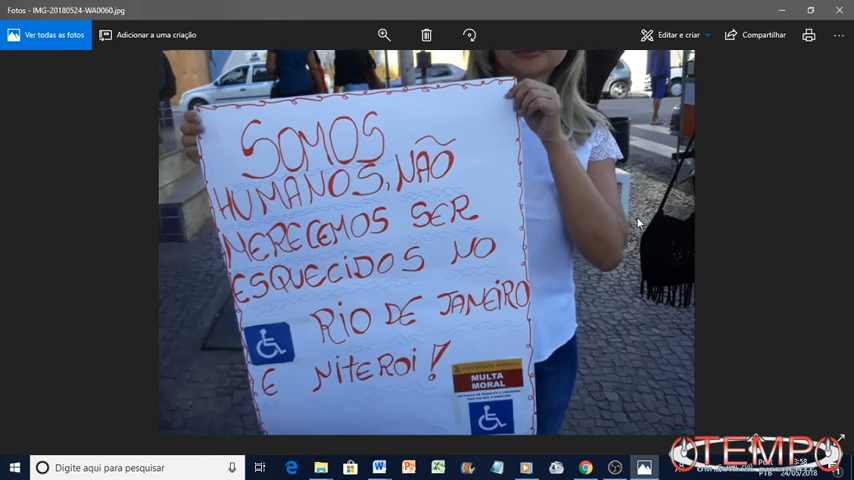 Fotos - IMG-20180524-WA0060.jpg
Ver todas as fotos
Adicionar a uma criação
Editar e criar
Compartilhar
SOMOS
HUMANOS, NÃO
MERECEMOS SER
ESQUECIDOS NO
RIO DE JANEIRO
E NITEROI!
MULTA
MORAL
OTEMPO
Digite aqui para pesquisar
PTB
24/05/2018